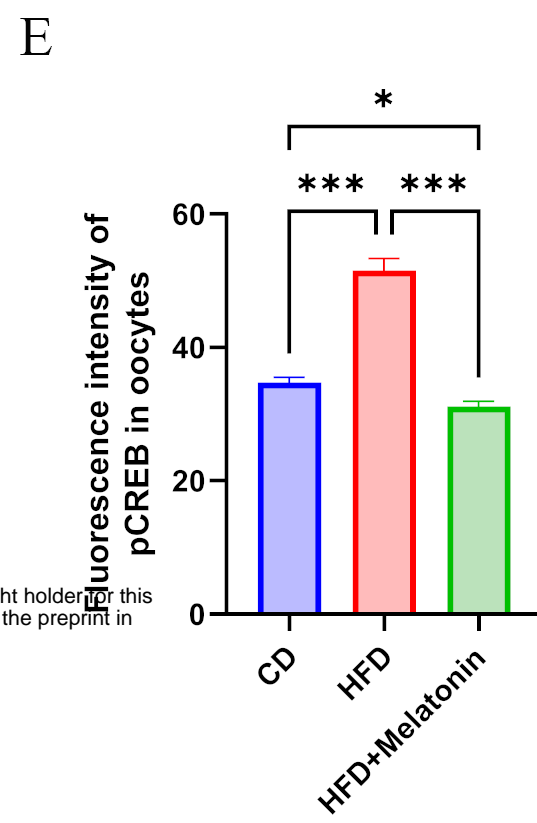 E
*
*** ***
Fluorescence intensity of
pCREB in oocytes
60
40
20
0
ht holder for this
the preprint in
CD
HFD
HFD+Melatonin